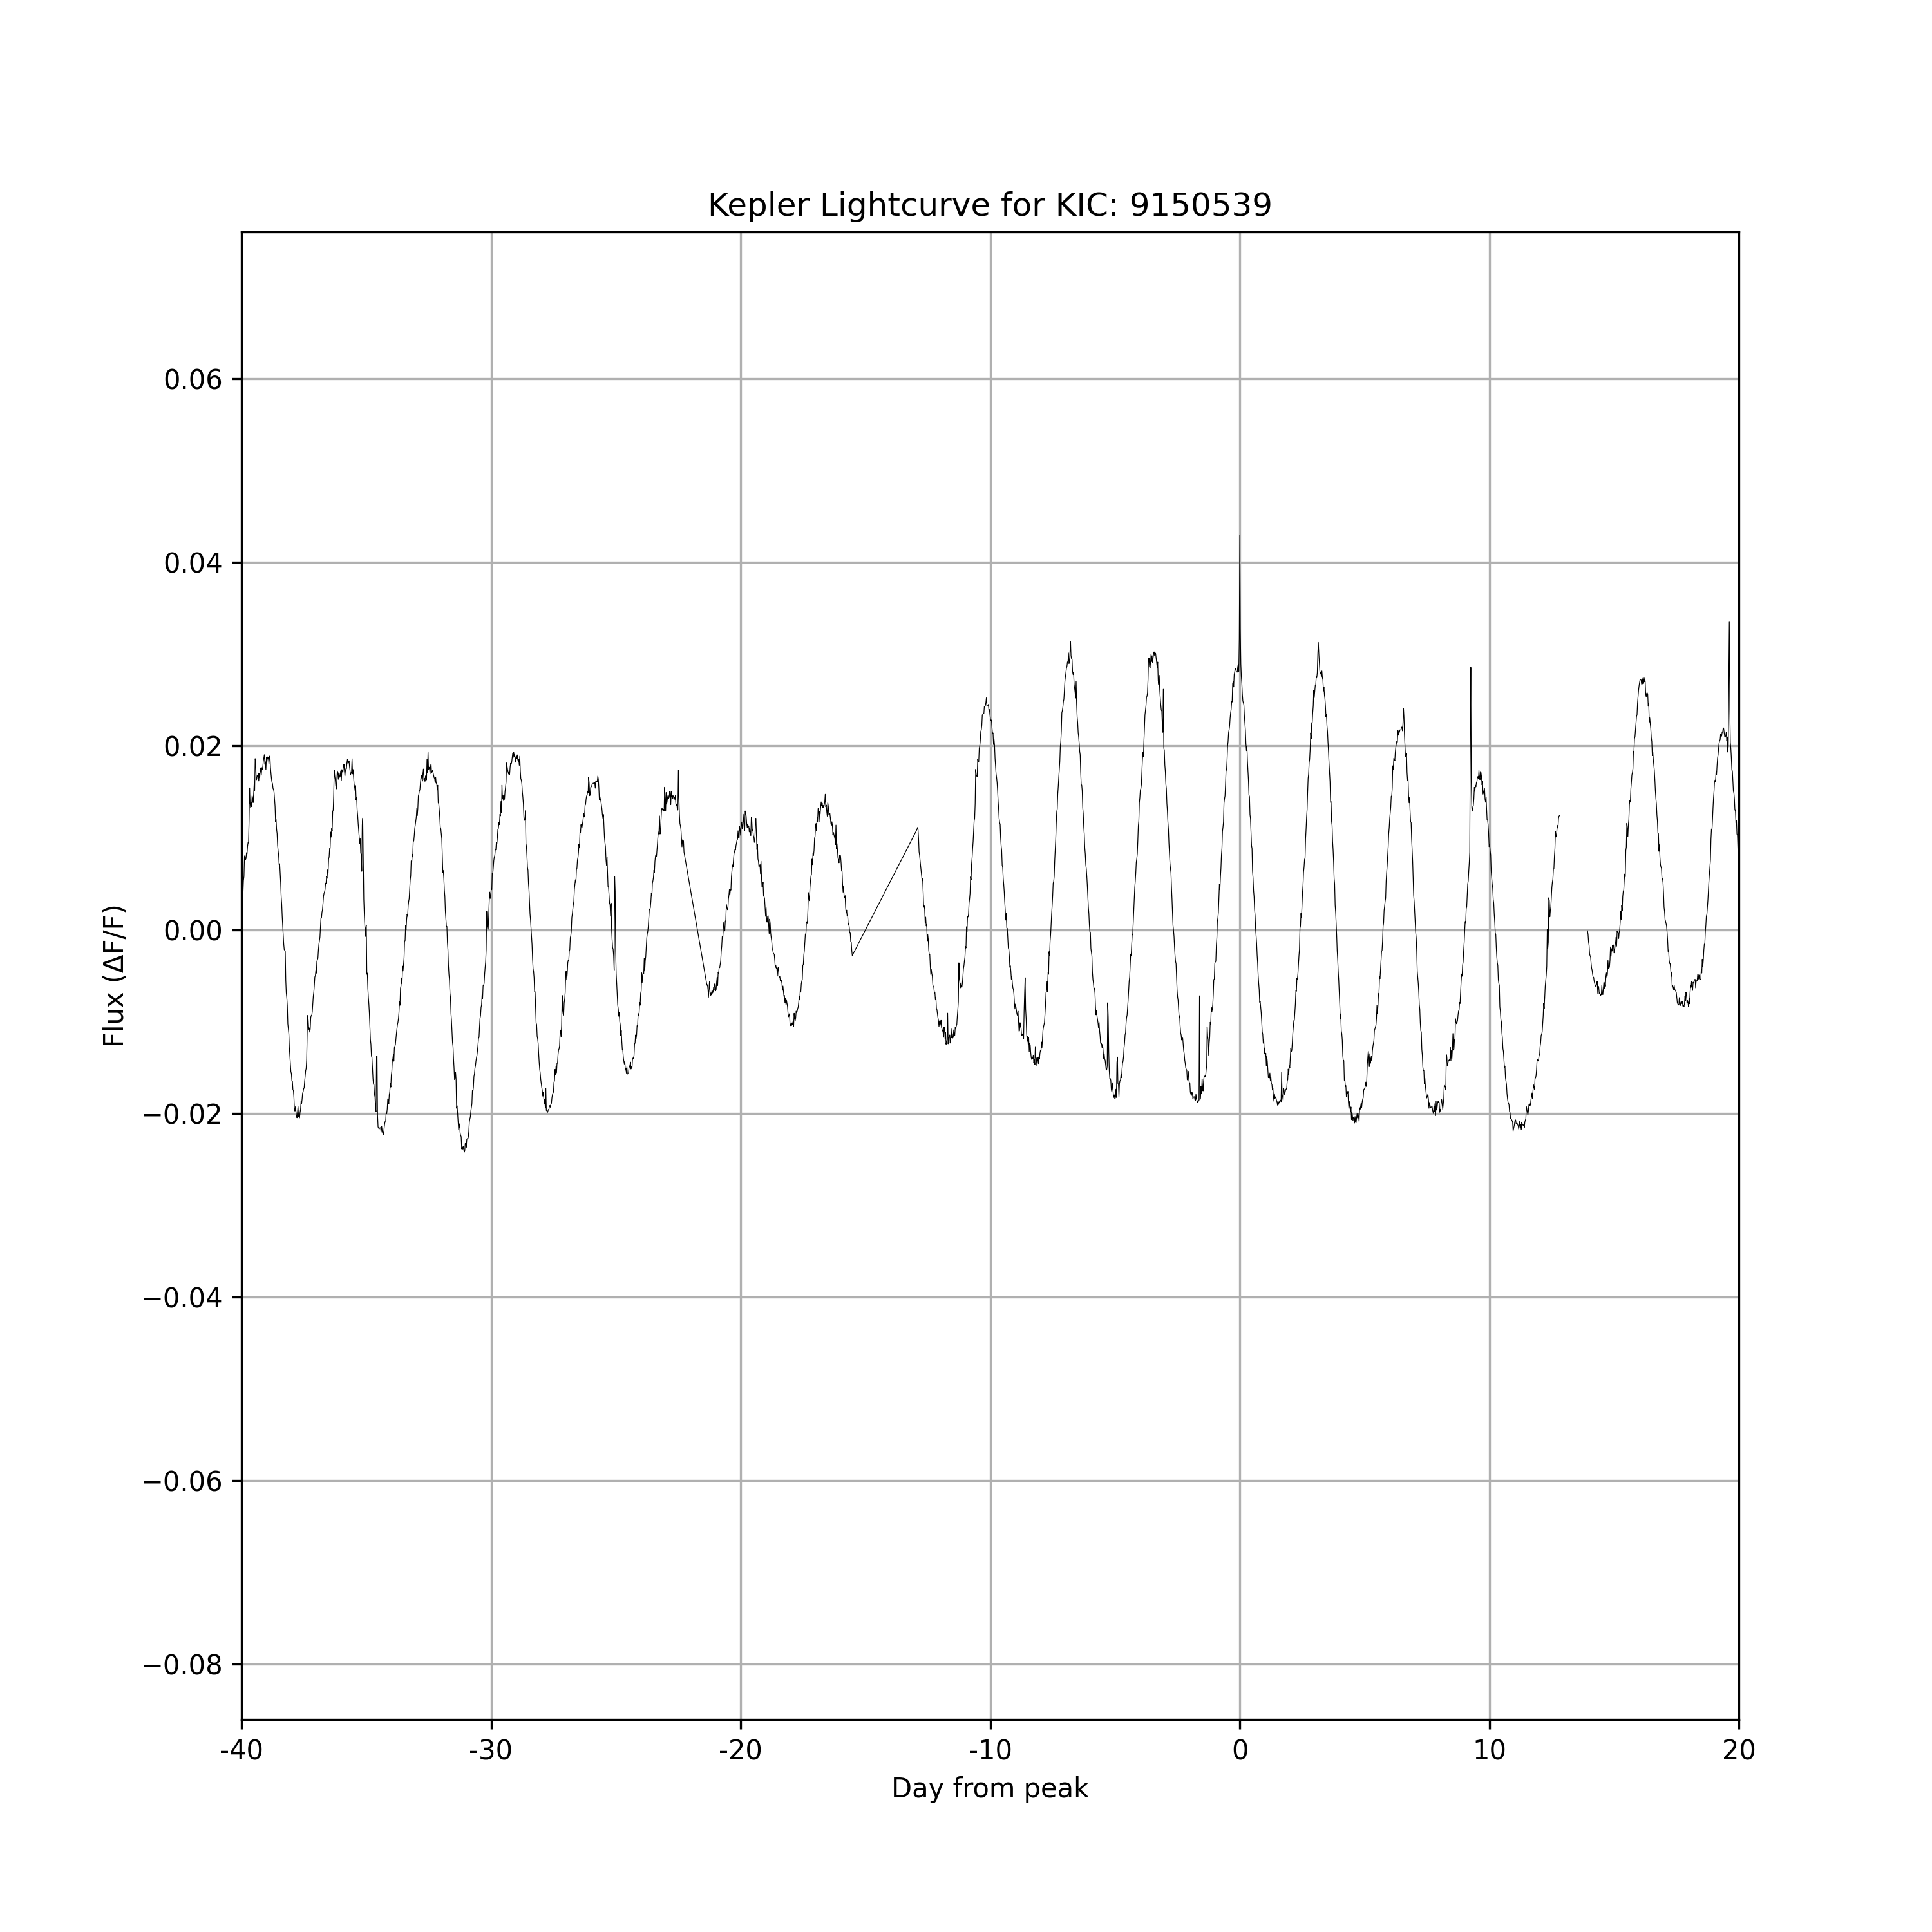 Kepler Lightcurve for KIC: 9150539
0.06
0.04
0.02
0.00
−0.02
−0.04
−0.06
−0.08
Flux (ΔF/F)
-40 -30 -20 -10 0 10 20
Day from peak